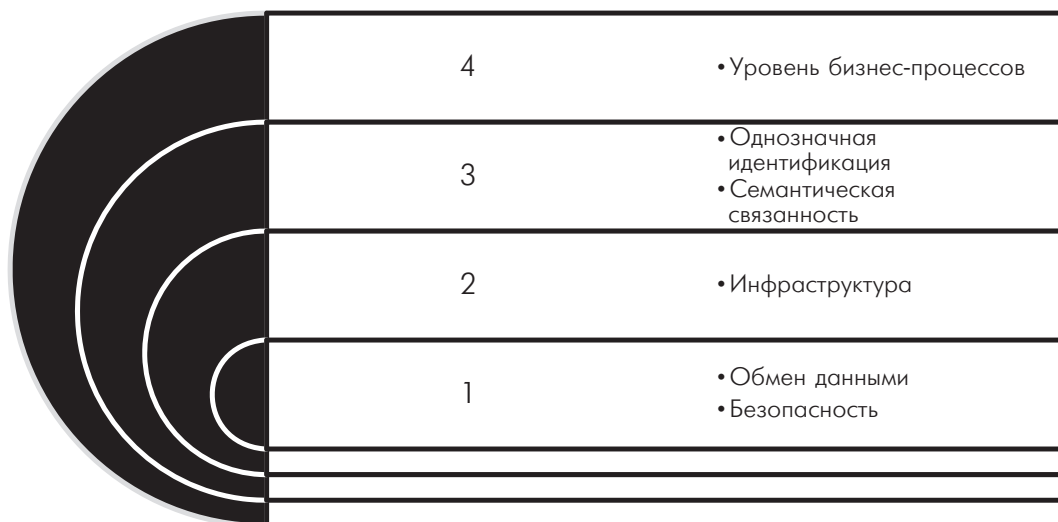 4
• Уровень бизнес-процессов
3
• Однозначная
идентификация
• Семантическая
связанность
2
• Инфраструктура
1
• Обмен данными
• Безопасность